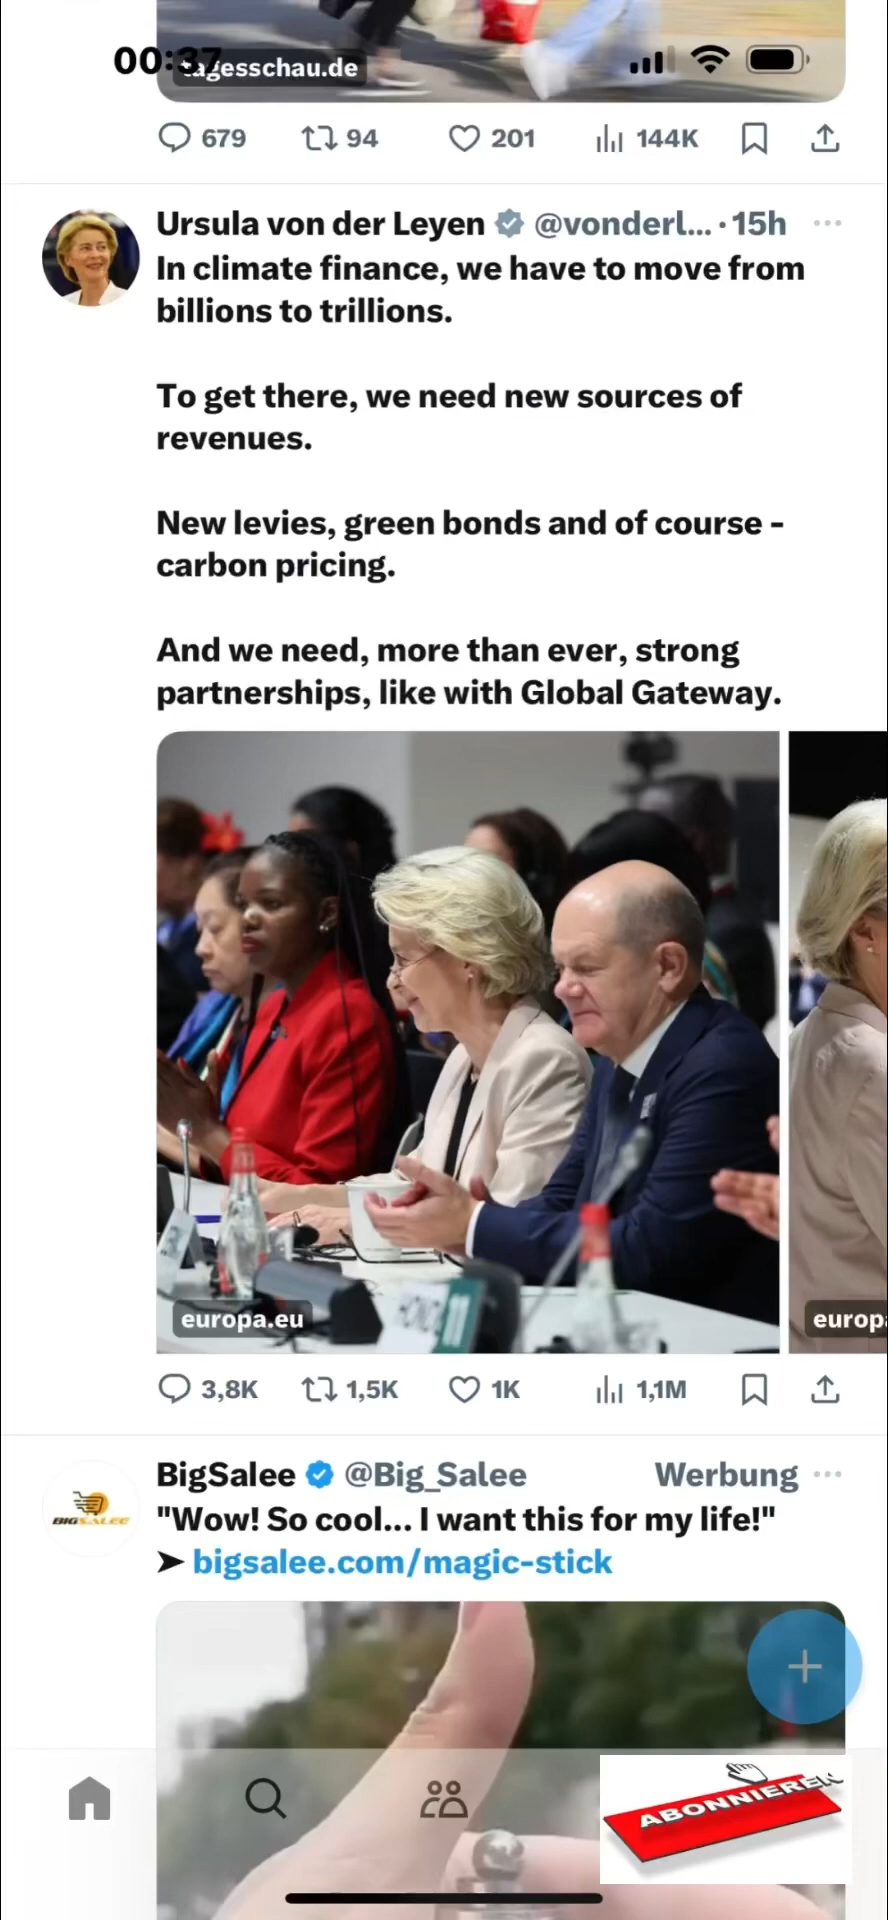 00:37
tagesschau.de
679 94 201 144K
Ursula von der Leyen @vonderl... · 15h
In climate finance, we have to move from
billions to trillions.
To get there, we need new sources of
revenues.
New levies, green bonds and of course -
carbon pricing.
And we need, more than ever, strong
partnerships, like with Global Gateway.
europa.eu
europa
3,8K 1,5K 1K 1,1M
BigSalee @Big_Salee Werbung
BIGSALEE
"Wow! So cool... I want this for my life!"
➤ bigsalee.com/magic-stick
ABONNIEREN